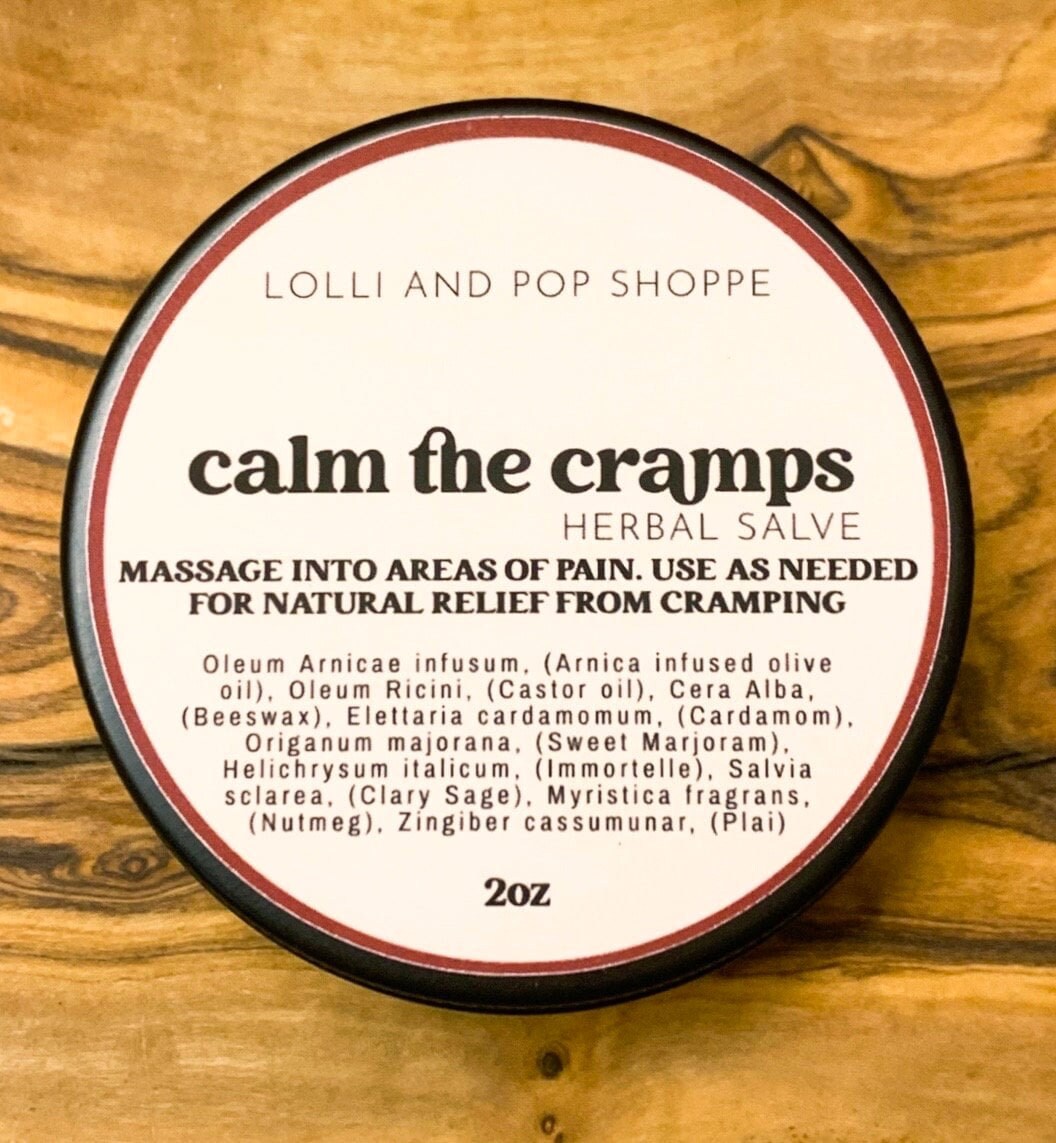 LOLLI AND POP SHOPPE
calm the cramps
HERBAL SALVE
MASSAGE INTO AREAS OF PAIN. USE AS NEEDED
FOR NATURAL RELIEF FROM CRAMPING
Oleum Arnicae infusum, (Arnica infused olive
oil), Oleum Ricini, (Castor oil), Cera Alba,
(Beeswax), Elettaria cardamomum, (Cardamom),
Origanum majorana, (Sweet Marjoram),
Helichrysum italicum, (Immortelle), Salvia
sclarea, (Clary Sage), Myristica fragrans,
(Nutmeg), Zingiber cassumunar, (Plai)
2oz